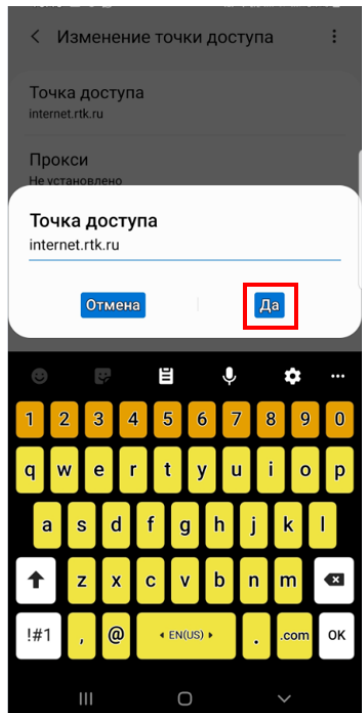 Изменение точки доступа
Точка доступа
internet.rtk.ru
Прокси
Не установлено
Точка доступа
internet.rtk.ru
Отмена Да
1 2 3 4 5 6 7 8 9 0
q w e r t y u i o p
a s d f g h j k l
z x c v b n m
!#1 , @ EN(US) . .com OK